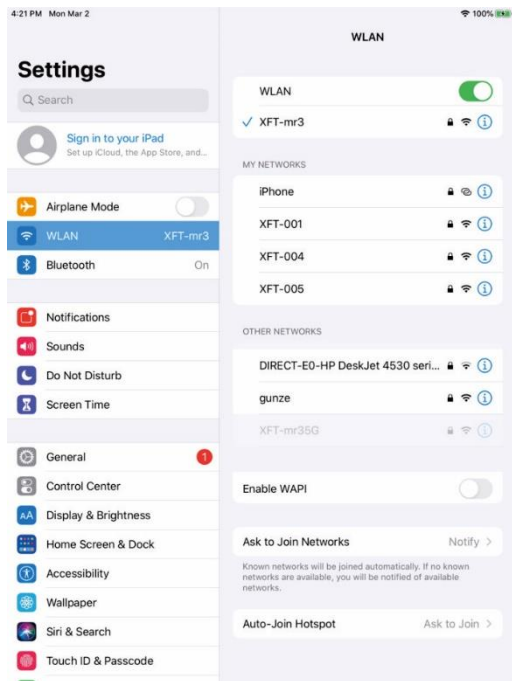 4:21 PM Mon Mar 2
100%
Settings
Search
Sign in to your iPad
Set up iCloud, the App Store, and...
Airplane Mode
WLAN XFT-mr3
Bluetooth On
Notifications
Sounds
Do Not Disturb
Screen Time
General 1
Control Center
AA Display & Brightness
Home Screen & Dock
Accessibility
Wallpaper
Siri & Search
Touch ID & Passcode
WLAN
WLAN
XFT-mr3
MY NETWORKS
iPhone
XFT-001
XFT-004
XFT-005
OTHER NETWORKS
DIRECT-E0-HP DeskJet 4530 seri...
gunze
XFT-mr35G
Enable WAPI
Ask to Join Networks Notify
Known networks will be joined automatically. If no known
networks are available, you will be notified of available
networks.
Auto-Join Hotspot Ask to Join